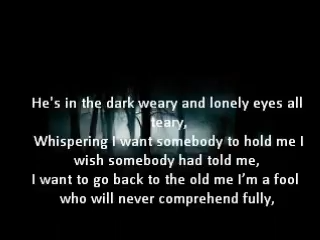 He's in the dark weary and lonely eyes all
teary,
Whispering I want somebody to hold me I
wish somebody had told me,
I want to go back to the old me I'm a fool
who will never comprehend fully,